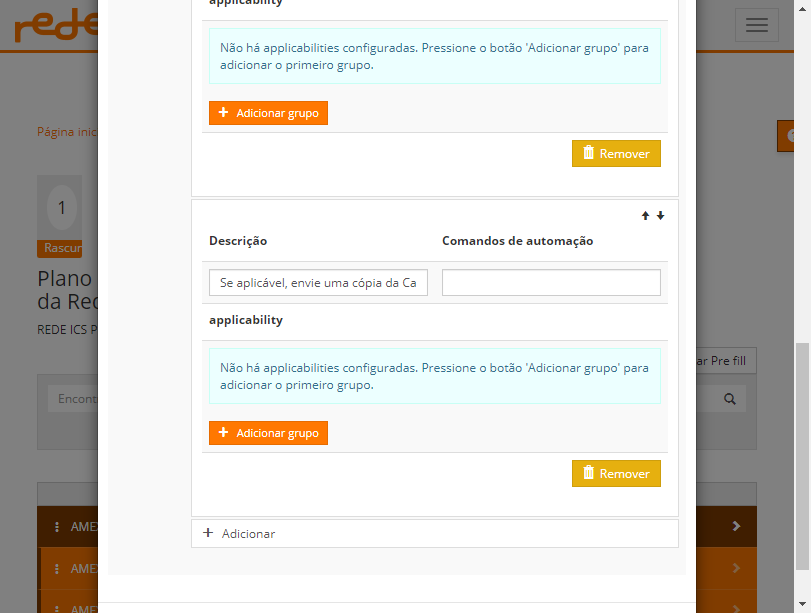 applicability
Não há applicabilities configuradas. Pressione o botão 'Adicionar grupo' para
adicionar o primeiro grupo.
Adicionar grupo
Remover
Descrição Comandos de automação
Se aplicável, envie uma cópia da Ca
applicability
Não há applicabilities configuradas. Pressione o botão 'Adicionar grupo' para
adicionar o primeiro grupo.
Adicionar grupo
Remover
+ Adicionar
rede
Página inic
1
Rascun
Plano
da Red
REDE ICS P
ar Pre fill
Encont
AMEX
AME
AME